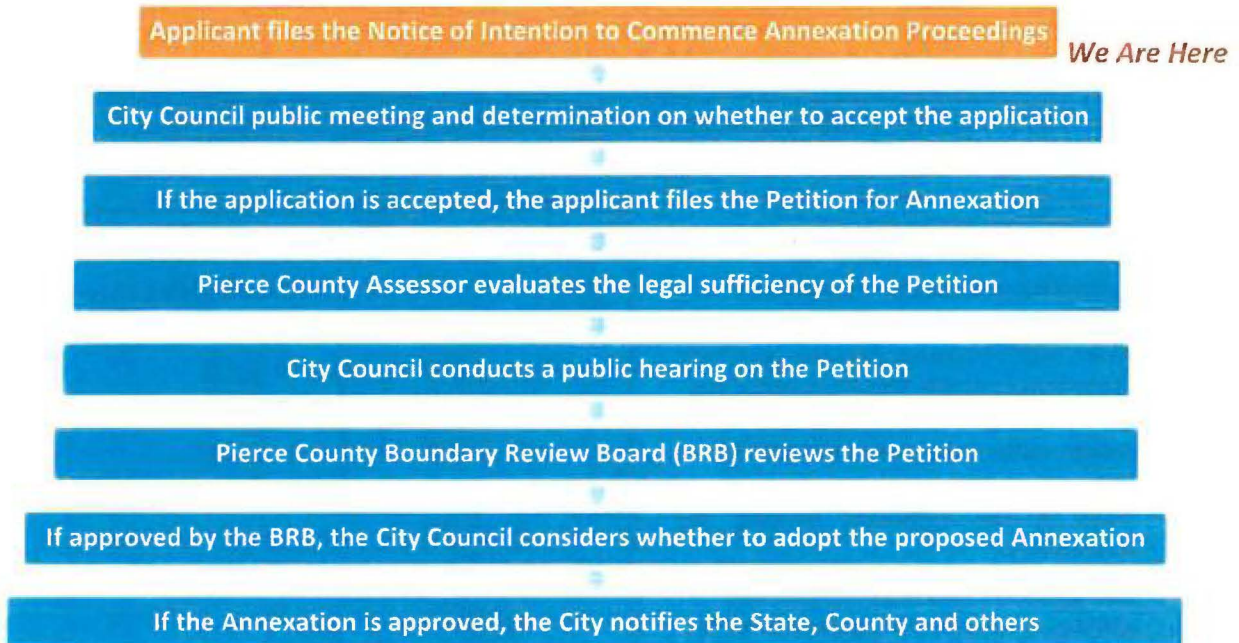 Applicant files the Notice of Intention to Commence Annexation Proceedings
We Are Here
City Council public meeting and determination on whether to accept the application
If the application is accepted, the applicant files the Petition for Annexation
Pierce County Assessor evaluates the legal sufficiency of the Petition
City Council conducts a public hearing on the Petition
Pierce County Boundary Review Board (BRB) reviews the Petition
If approved by the BRB, the City Council considers whether to adopt the proposed Annexation
If the Annexation is approved, the City notifies the State, County and others